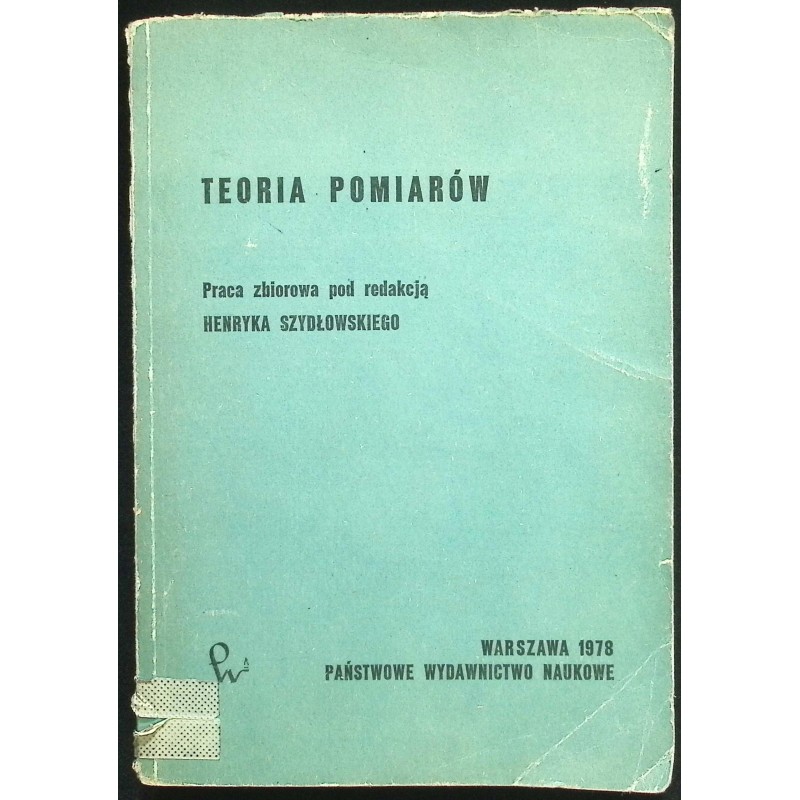 TEORIA POMIARÓW
Praca zbiorowa pod redakcją
HENRYKA SZYDŁOWSKIEGO
WARSZAWA 1978
PAŃSTWOWE WYDAWNICTWO NAUKOWE